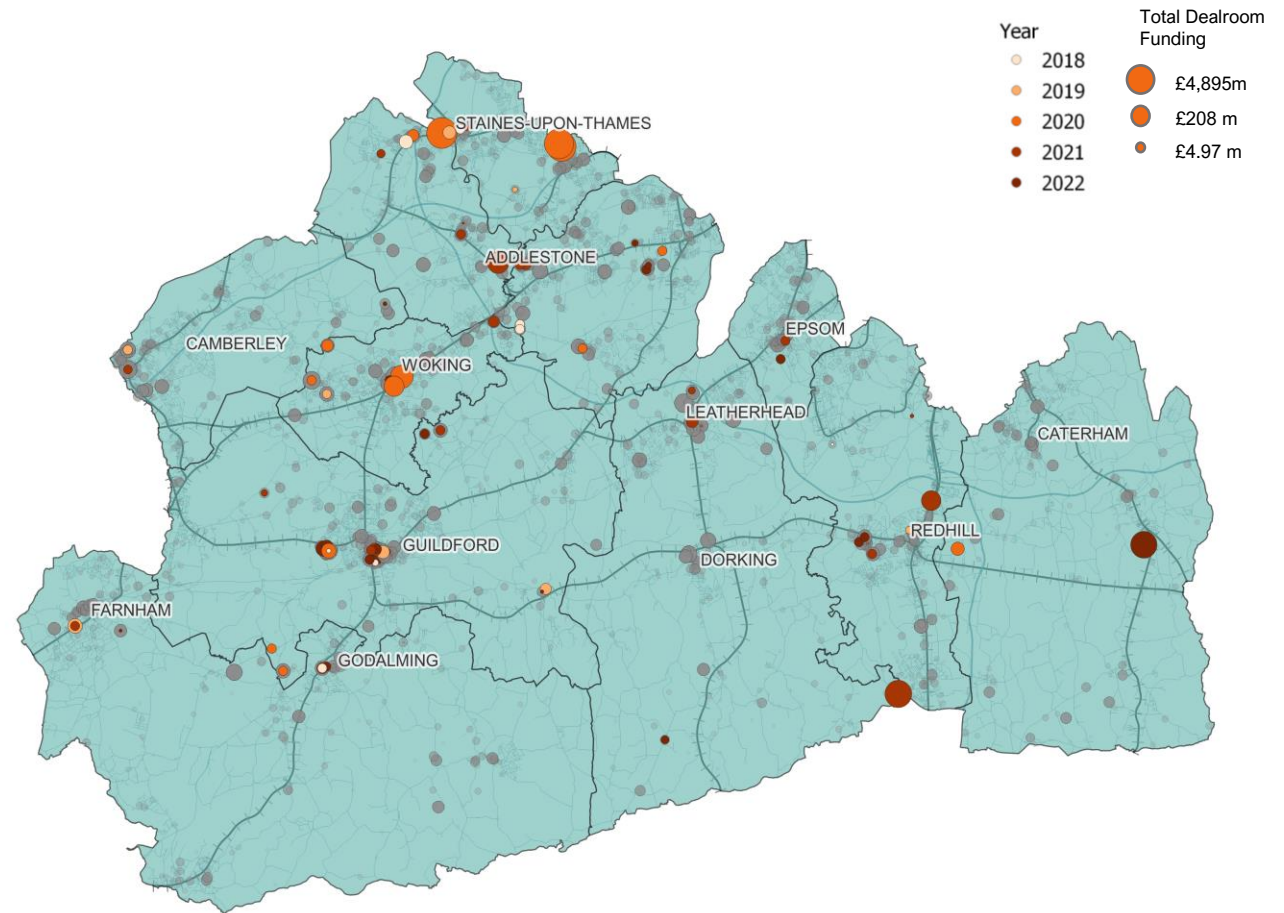 Total Dealroom
Funding
Year
2018
2019
2020
2021
2022
£4,895m
£208 m
£4.97 m
STAINES-UPON-THAMES
ADDLESTONE
CAMBERLEY
EPSOM
WOKING
LEATHERHEAD
CATERHAM
REDHILL
GUILDFORD
DORKING
FARNHAM
GODALMING